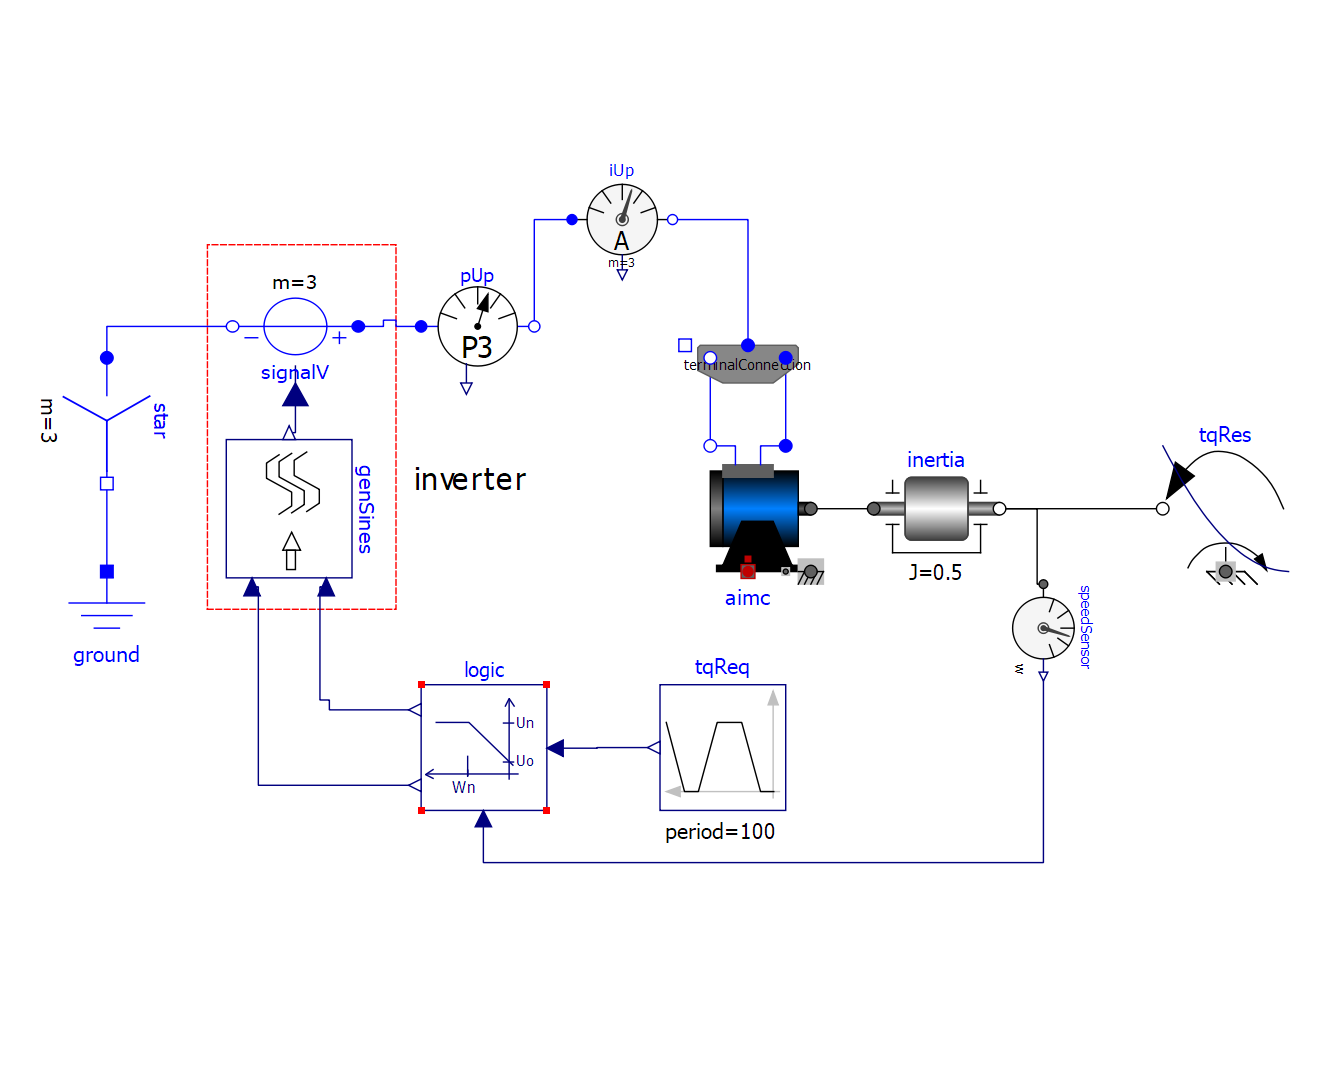 iUp
A
m=3
pUp
P3
m=3
signalV
terminalConnection
m=3
star
genSines
inverter
tqRes
inertia
J=0.5
aimc
ground
speedSensor
w
logic
Un
Uo
Wn
tqReq
period=100